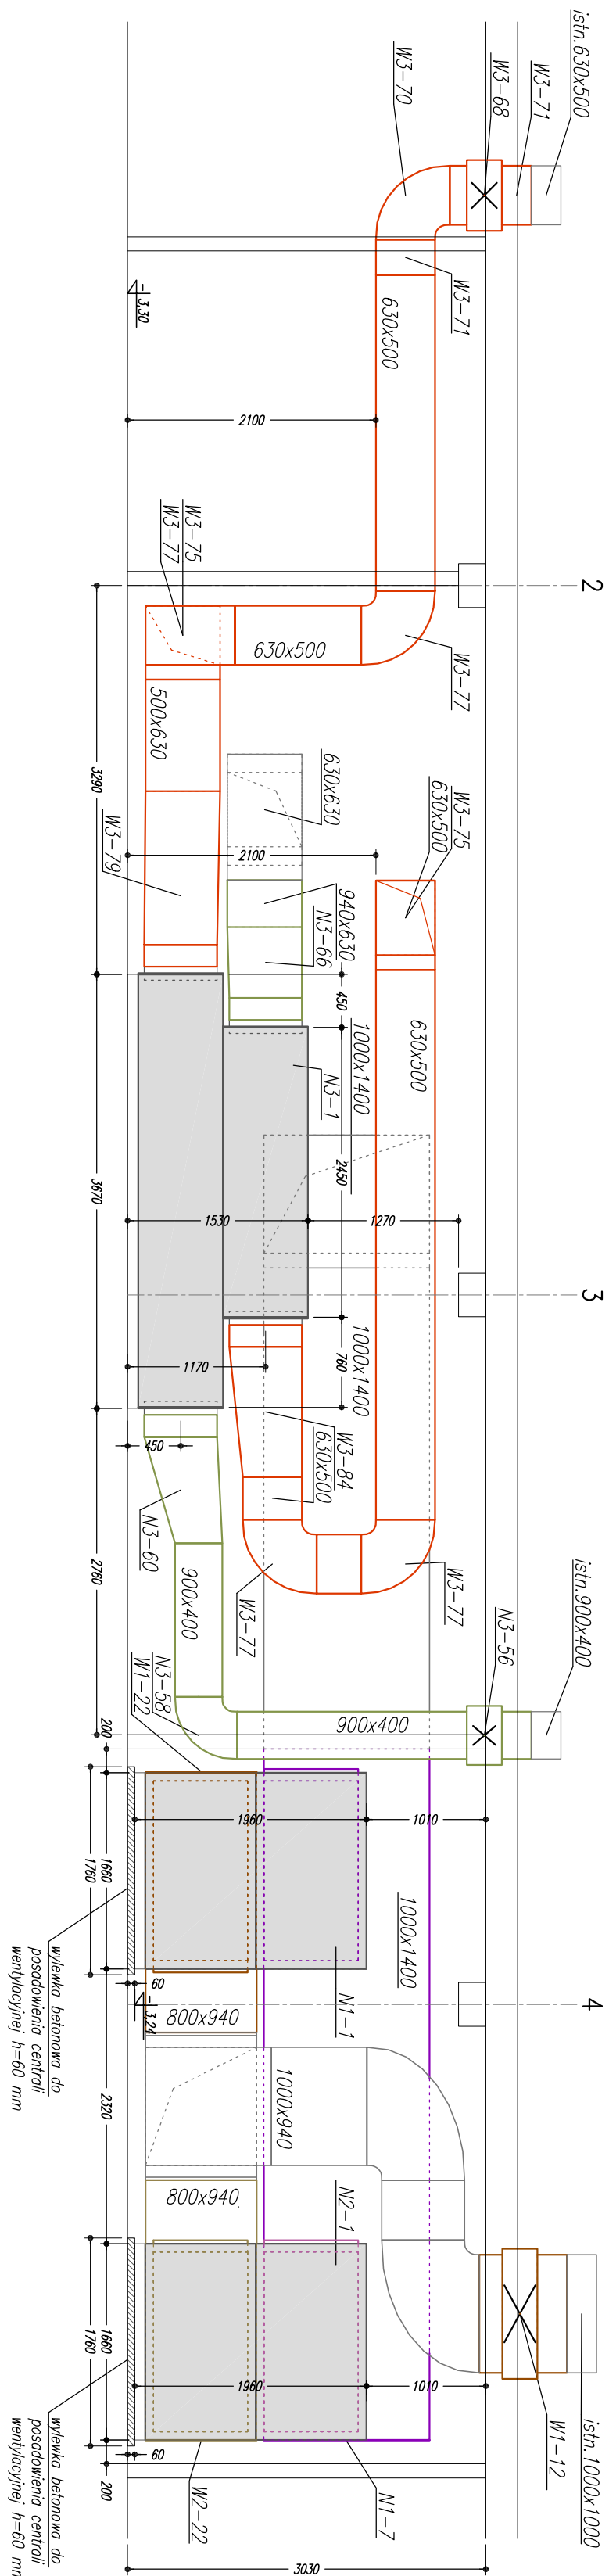 istn.630x500
W3-71
W3-68
W3-70
W3-71
630x500
-3,30
2100
2
W3-75
W3-77
630x500
W3-77
500x630
3290
W3-79
630x630
2100
W3-75
630x500
940x630
N3-66
450
630x500
1000x1400
N3-1
2450
3670
1530
1270
3
1170
1000x1400
760
W3-84
630x500
450
N3-60
2760
W3-77
W3-77
900x400
istn.900x400
N3-56
N3-58
W1-22
900x400
200
1960
1010
1660
1760
1000x1400
N1-1
60
-3,24
800x940
4
wylewka betonowa do
posadowienia centrali
wentylacyjnej h=60 mm
2320
1000x940
800x940
N2-1
1960
1010
1660
1760
istn.1000x1000
W1-12
N1-7
W2-22
60
200
wylewka betonowa do
posadowienia centrali
wentylacyjnej h=60 mm
3030